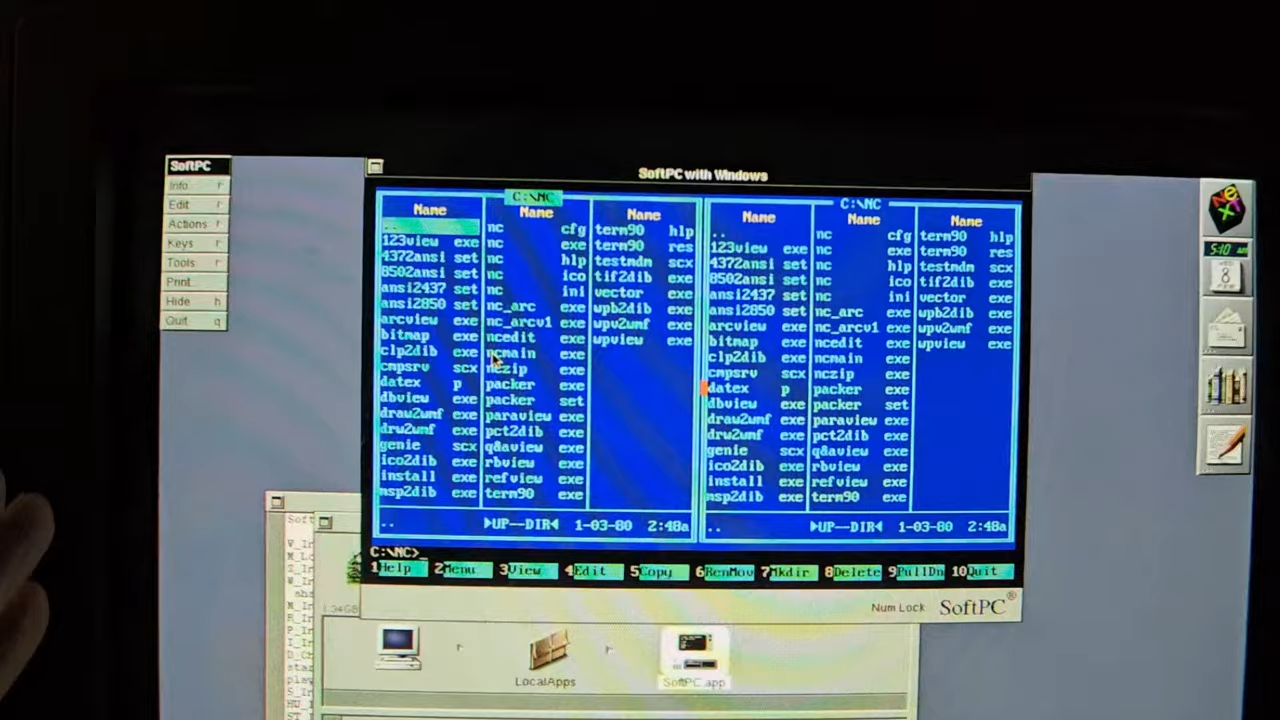 SoftPC
Info r
Edit r
Actions r
Keys r
Tools r
Print...
Hide h
Quit q
SoftPC with Windows
C:\NC
Name Name Name
.. nc cfg term90 hlp
123view exe nc exe term90 res
4372ansi set nc hlp testmdm scx
8502ansi set nc ico tif2dib exe
ansi2437 set nc ini vector exe
ansi2850 set nc_arc exe wpb2dib exe
arcview exe nc_arcv1 exe wpv2wmf exe
bitmap exe ncedit exe wpview exe
clp2dib exe ncmain exe
cmpsrv scx nczip exe
datex p packer exe
dbview exe packer set
draw2wmf exe paraview exe
drw2wmf exe pct2dib exe
genie scx q&aview exe
ico2dib exe rbview exe
install exe refview exe
msp2dib exe term90 exe
.. ►UP--DIR◄ 1-03-80 2:48a
C:\NC
Name Name Name
.. nc cfg term90 hlp
123view exe nc exe term90 res
4372ansi set nc hlp testmdm scx
8502ansi set nc ico tif2dib exe
ansi2437 set nc ini vector exe
ansi2850 set nc_arc exe wpb2dib exe
arcview exe nc_arcv1 exe wpv2wmf exe
bitmap exe ncedit exe wpview exe
clp2dib exe ncmain exe
cmpsrv scx nczip exe
datex p packer exe
dbview exe packer set
draw2wmf exe paraview exe
drw2wmf exe pct2dib exe
genie scx q&aview exe
ico2dib exe rbview exe
install exe refview exe
msp2dib exe term90 exe
.. ►UP--DIR◄ 1-03-80 2:48a
C:\NC>_
1Help 2Menu 3View 4Edit 5Copy 6RenMov 7Mkdir 8Delete 9PullDn 10Quit
Num Lock SoftPC®
LocalApps
SoftPC.app
NeXT
5:10
8